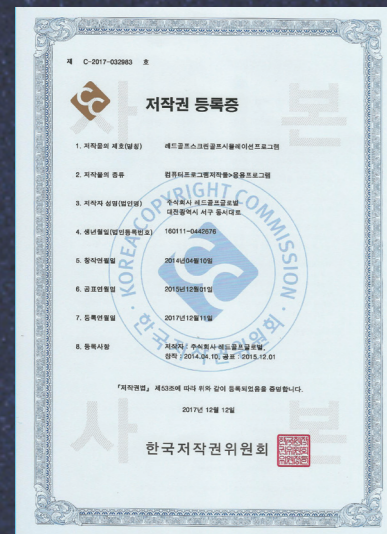 제 C-2017-032983 호
저작권 등록증
1. 저작물의 제호(명칭) 레드골프스크린골프시뮬레이션프로그램
2. 저작물의 종류 컴퓨터프로그램저작물>응용프로그램
3. 저작자 성명(법인명) 주식회사 레드골프글로벌
대전광역시 서구 동서대로
4. 생년월일(법인등록번호) 160111-0442676
5. 창작연월일 2014년04월10일
6. 공표연월일 2015년12월01일
7. 등록연월일 2017년12월11일
8. 등록사항 저작자 : 주식회사 레드골프글로벌,
창작 : 2014.04.10, 공표 : 2015.12.01
「저작권법」 제53조에 따라 위와 같이 등록되었음을 증명합니다.
2017년 12월 12일
한국저작권위원회
KOREA COPYRIGHT COMMISSION
한국저작권위원회
사 본
사 본